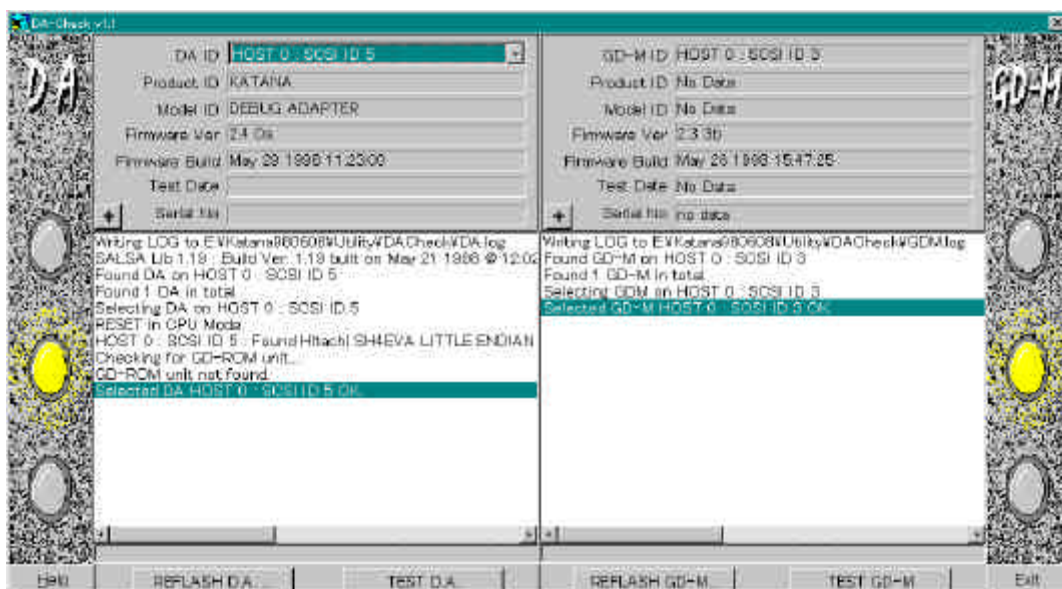 DA-Check v1.1
DA
DA ID HOST 0 : SCSI ID 5
Product ID KATANA
Model ID DEBUG ADAPTER
Firmware Ver 2.4.0a
Firmware Build May 29 1998 11:23:00
Test Date
Serial No
Writing LOG to E:¥Katana980608¥Utility¥DACheck¥DA.log
SALSA Lib 1.19 : Build Ver. 1.19 built on May 21 1998 @ 12:02
Found DA on HOST 0 : SCSI ID 5
Found 1 DA in total
Selecting DA on HOST 0 : SCSI ID 5
RESET in CPU Mode
HOST 0 : SCSI ID 5 : Found Hitachi SH4EVA LITTLE ENDIAN
Checking for GD-ROM unit...
GD-ROM unit not found.
Selected DA HOST 0 : SCSI ID 5 OK.
GD-M
GD-M ID HOST 0 : SCSI ID 3
Product ID No Data
Model ID No Data
Firmware Ver 2.3.3b
Firmware Build May 26 1998 15:47:25
Test Date No Data
Serial No no data
Writing LOG to E:¥Katana980608¥Utility¥DACheck¥GDM.log
Found GD-M on HOST 0 : SCSI ID 3
Found 1 GD-M in total
Selecting GDM on HOST 0 : SCSI ID 3
Selected GD-M HOST 0 : SCSI ID 3 OK.
Help
REFLASH D.A...
TEST D.A...
REFLASH GD-M...
TEST GD-M
Exit